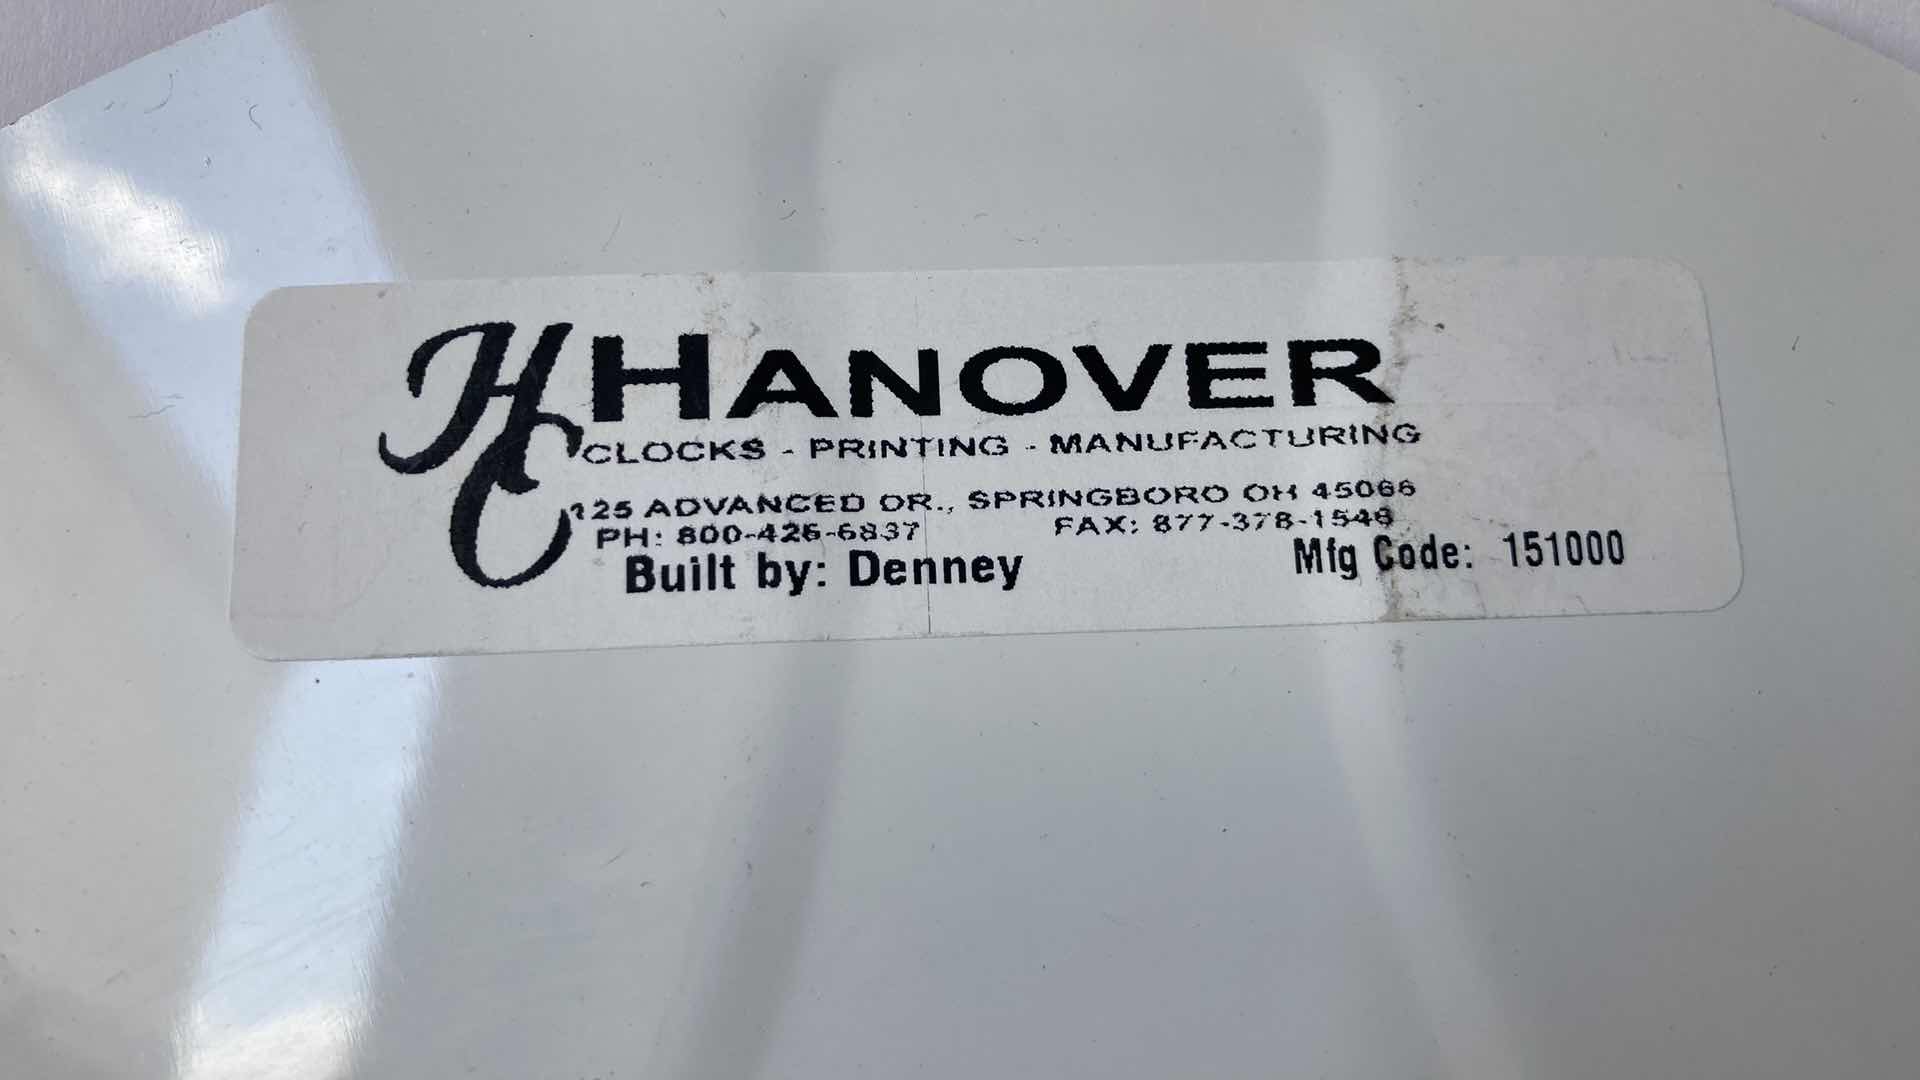 HC HANOVER
CLOCKS - PRINTING - MANUFACTURING
125 ADVANCED DR., SPRINGBORO OH 45066
PH: 800-426-6837 FAX: 877-378-1546
Built by: Denney Mfg Code: 151000